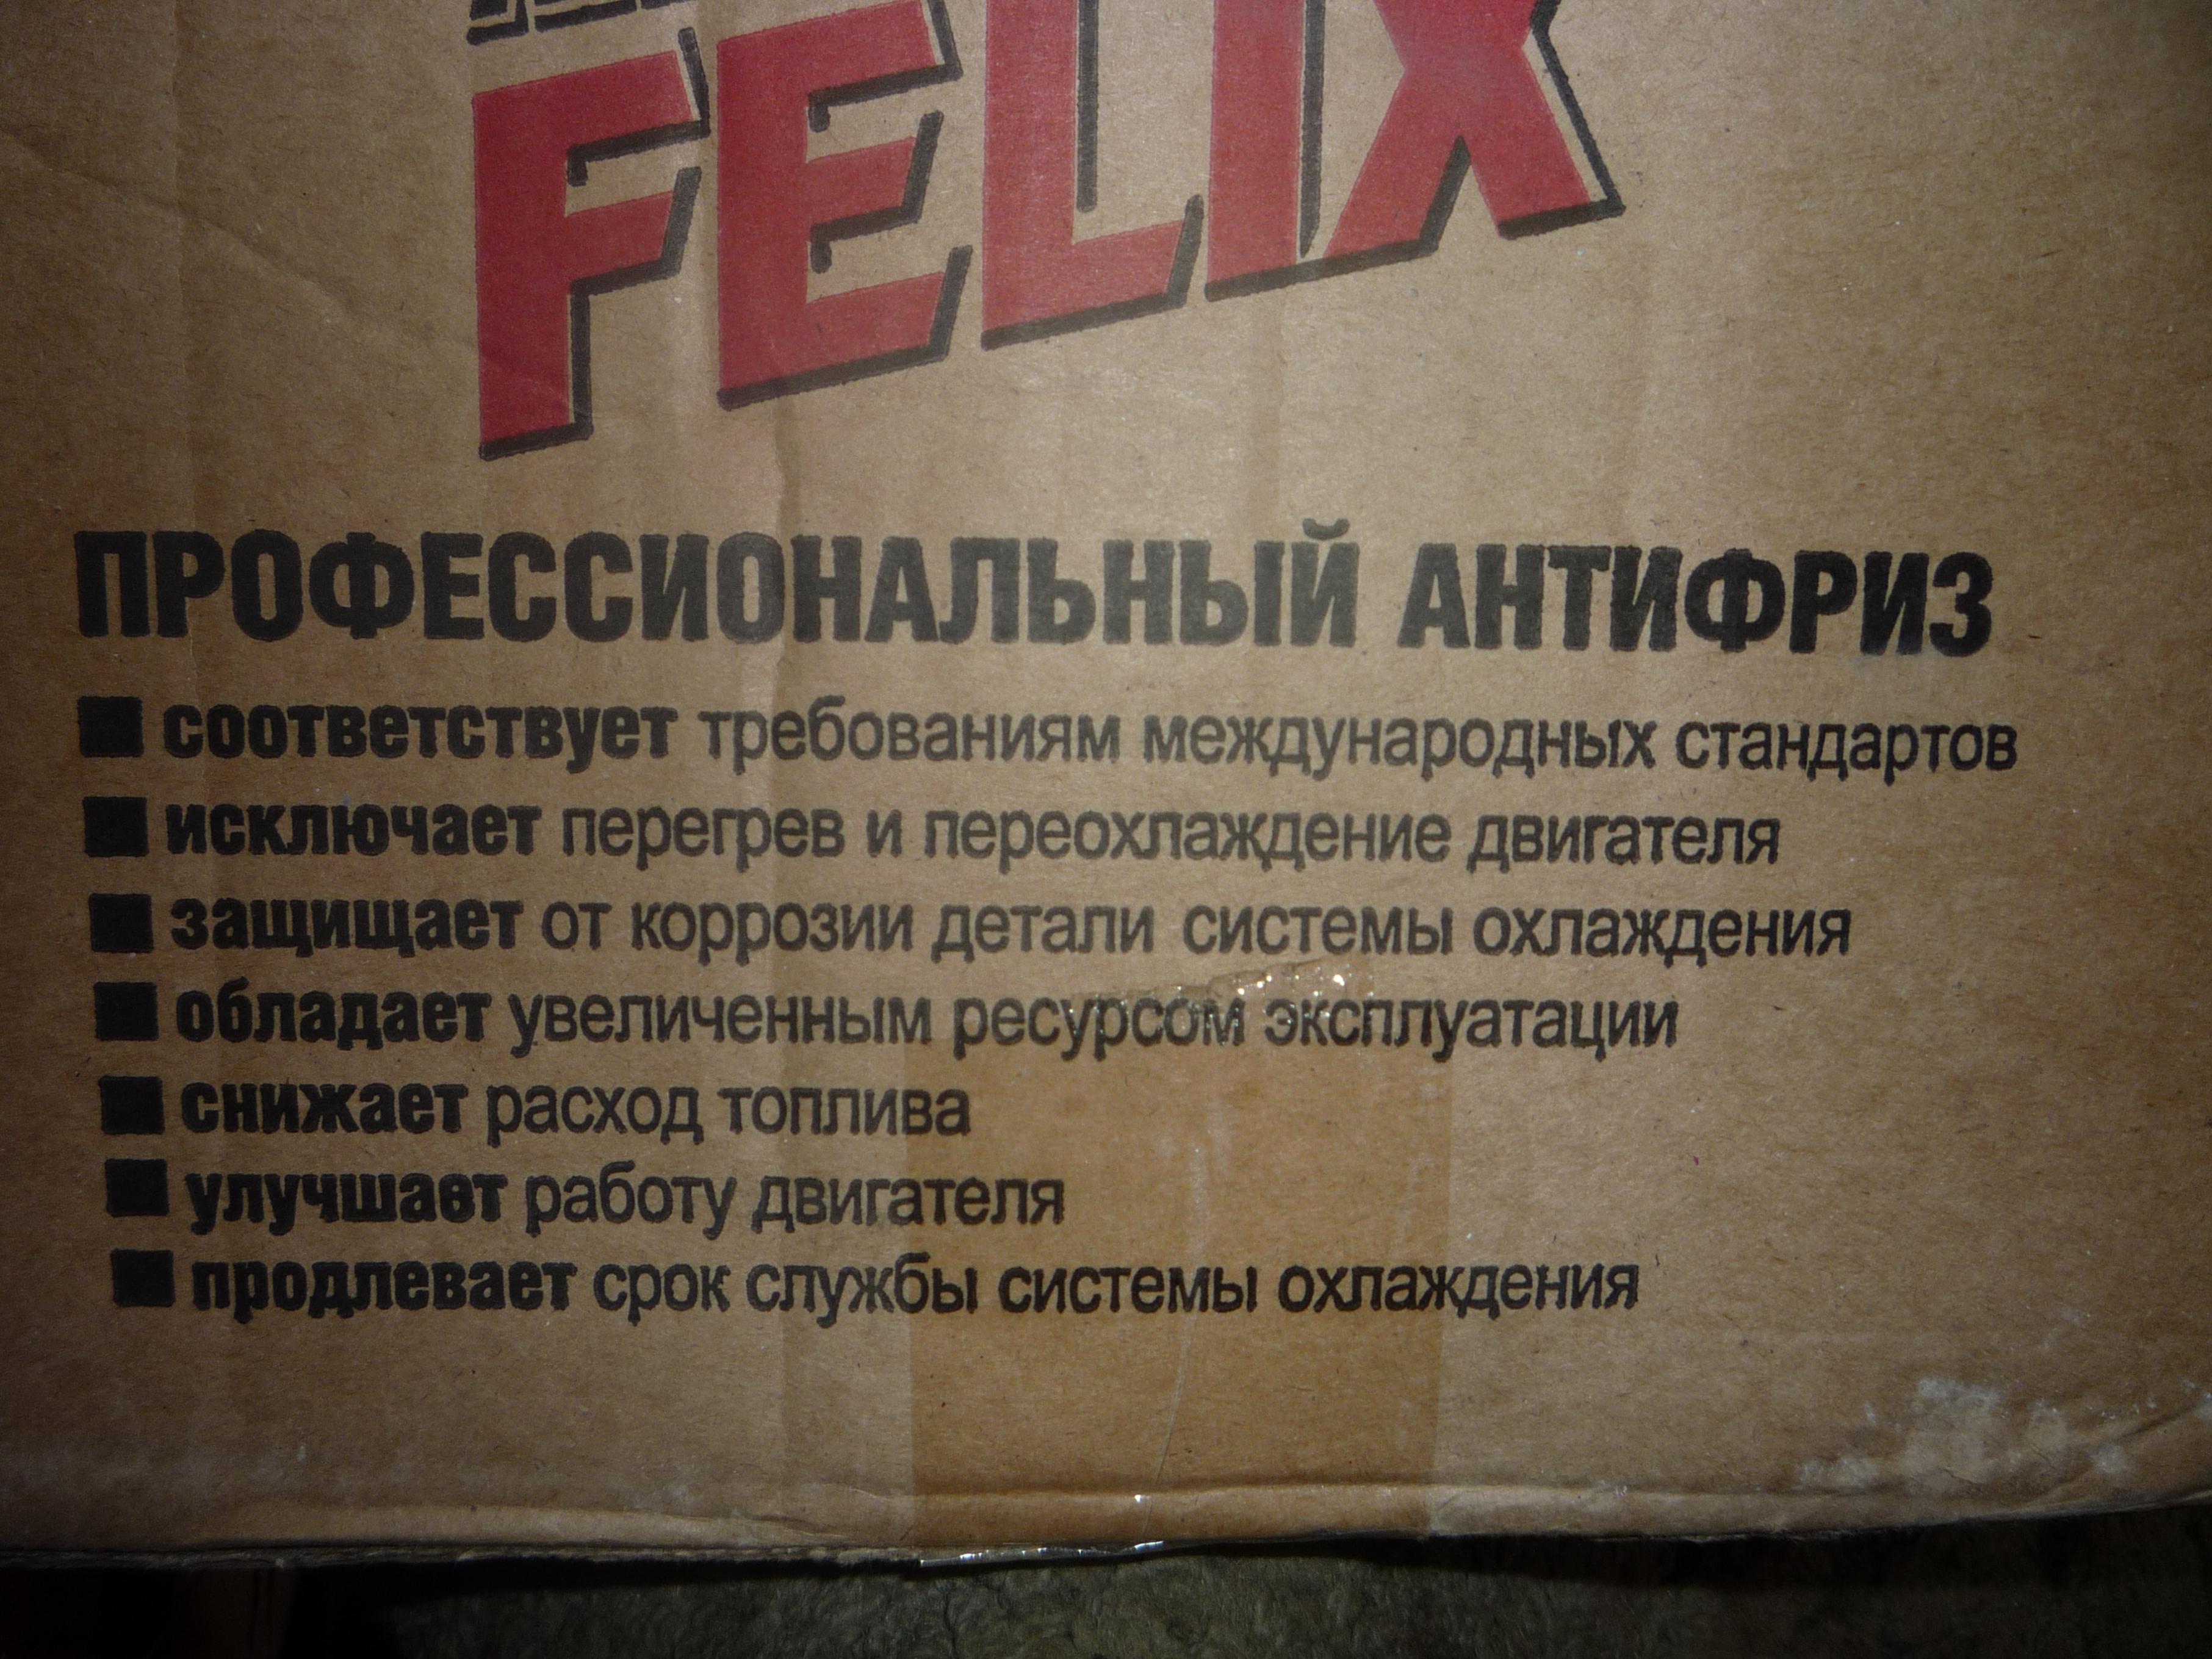 FELIX
ПРОФЕССИОНАЛЬНЫЙ АНТИФРИЗ
соответствует требованиям международных стандартов
исключает перегрев и переохлаждение двигателя
защищает от коррозии детали системы охлаждения
обладает увеличенным ресурсом эксплуатации
снижает расход топлива
улучшает работу двигателя
продлевает срок службы системы охлаждения